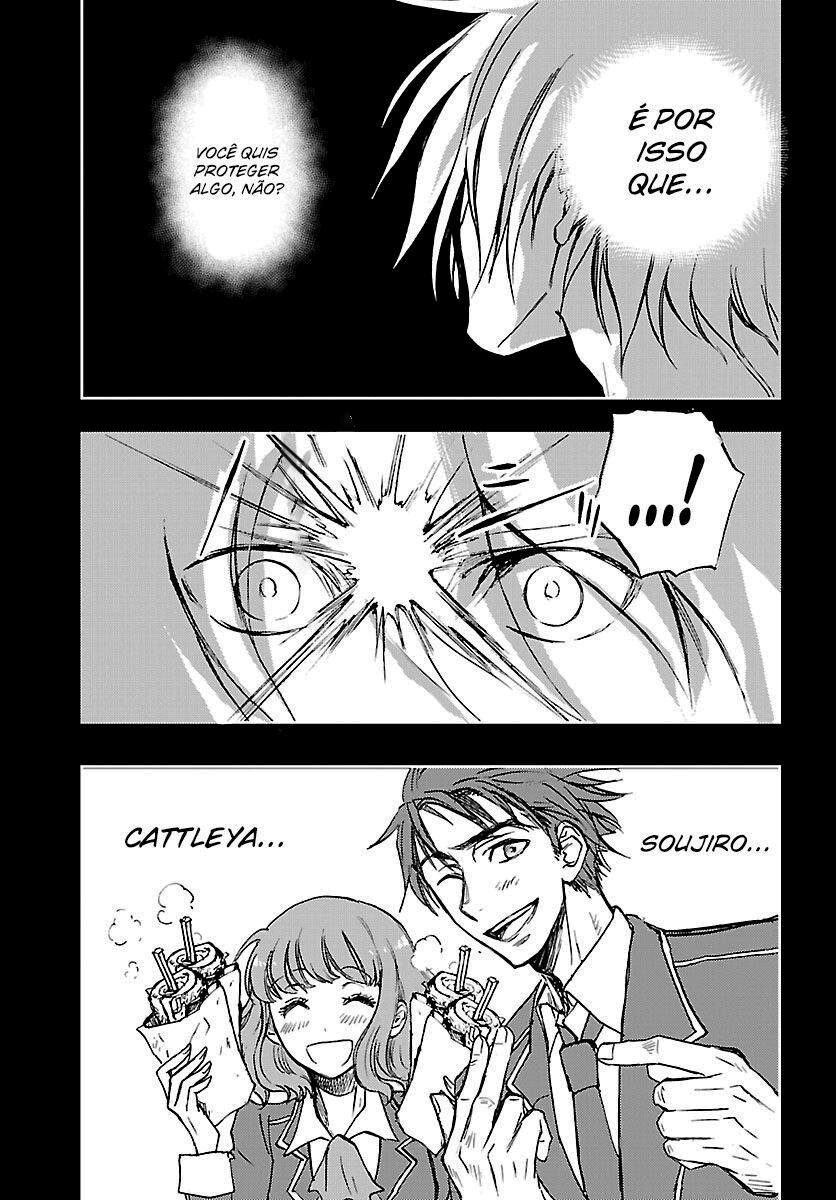 É POR
ISSO
QUE...
VOCÊ QUIS
PROTEGER
ALGO, NÃO?
....!
SOUJIRO...
CATTLEYA...